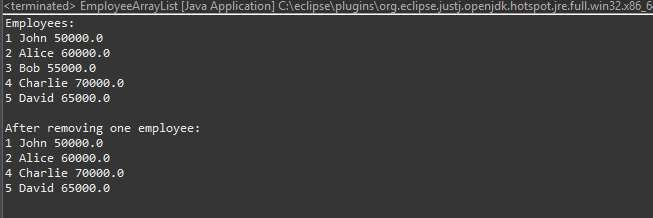 <terminated> EmployeeArrayList [Java Application] C:\eclipse\plugins\org.eclipse.justj.openjdk.hotspot.jre.full.win32.x86_6
Employees:
1 John 50000.0
2 Alice 60000.0
3 Bob 55000.0
4 Charlie 70000.0
5 David 65000.0
After removing one employee:
1 John 50000.0
2 Alice 60000.0
4 Charlie 70000.0
5 David 65000.0